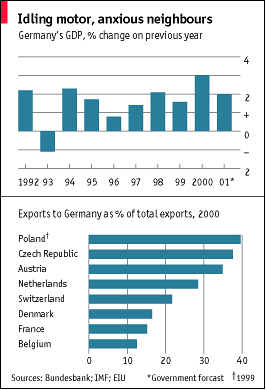 Idling motor, anxious neighbours
Germany's GDP, % change on previous year
4
2
+
0
–
2
1992 93 94 95 96 97 98 99 2000 01*
Exports to Germany as % of total exports, 2000
Poland†
Czech Republic
Austria
Netherlands
Switzerland
Denmark
France
Belgium
0 10 20 30 40
Sources: Bundesbank; IMF; EIU *Government forcast †1999